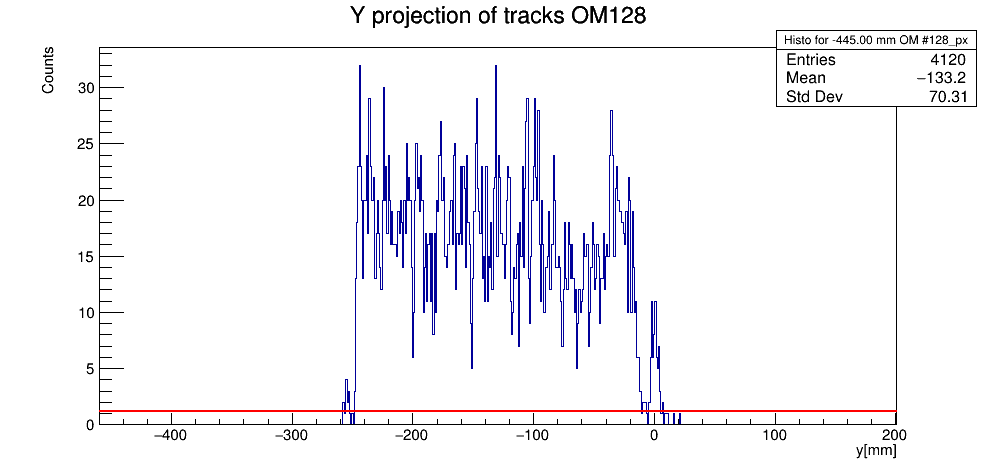 Y projection of tracks OM128
Histo for -445.00 mm OM #128_px
Entries 4120
Mean −133.2
Std Dev 70.31
Counts
30
25
20
15
10
5
0
−400 −300 −200 −100 0 100 200
y[mm]